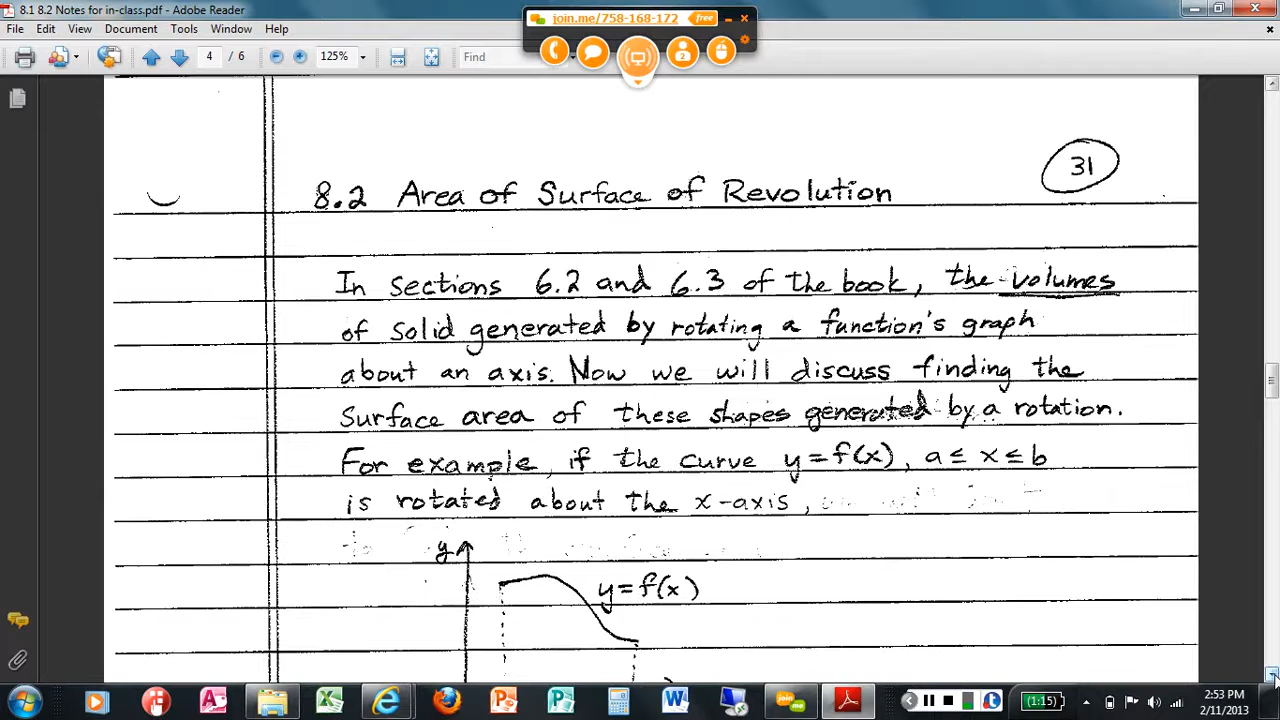 8.1 8.2 Notes for in-class.pdf - Adobe Reader
join.me/758-168-172 free
File Edit View Document Tools Window Help
2
4 / 6 125% Find
31
8.2 Area of Surface of Revolution
In sections 6.2 and 6.3 of the book, the volumes
of solid generated by rotating a function's graph
about an axis. Now we will discuss finding the
surface area of these shapes generated by a rotation.
For example, if the curve y=f(x), a≤ x ≤ b
is rotated about the x-axis,
y
y=f(x)
(1:15)
2:53 PM
2/11/2013